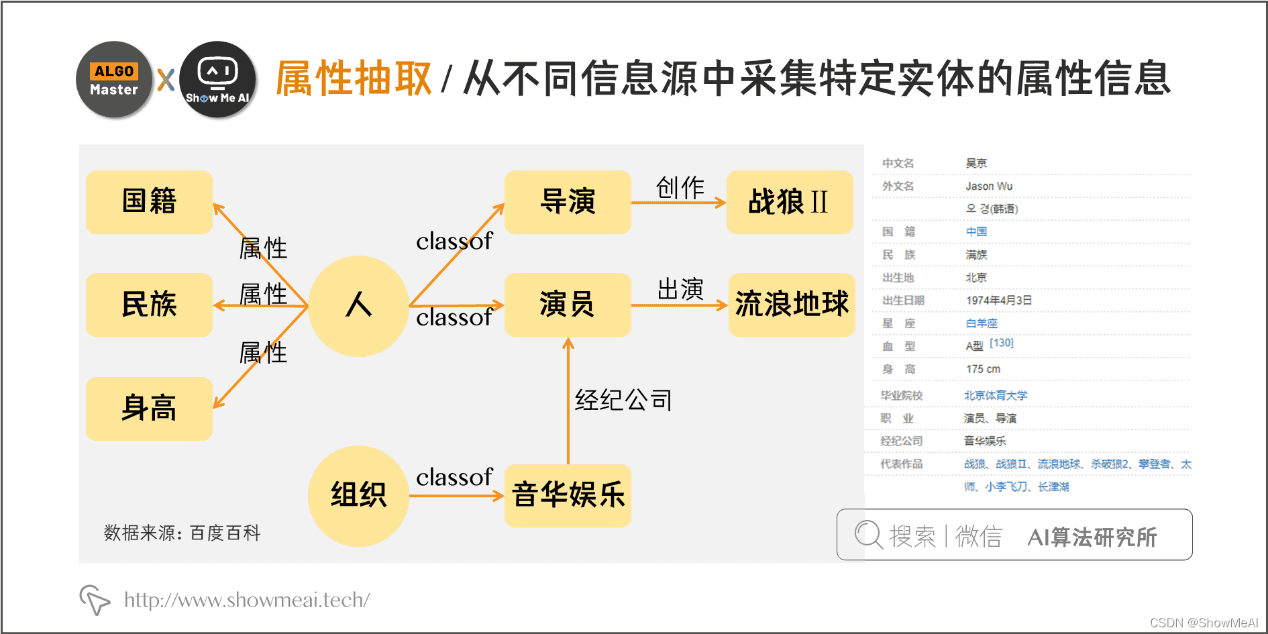 ALGO
Master
X
Show Me AI
属性抽取 / 从不同信息源中采集特定实体的属性信息
国籍
民族
身高
属性
属性
属性
人
classof
classof
导演
创作
战狼Ⅱ
演员
出演
流浪地球
经纪公司
组织
classof
音华娱乐
数据来源: 百度百科
中文名 吴京
外文名 Jason Wu
오 경(韩语)
国 籍 中国
民 族 满族
出生地 北京
出生日期 1974年4月3日
星 座 白羊座
血 型 A型 [130]
身 高 175 cm
毕业院校 北京体育大学
职 业 演员、导演
经纪公司 音华娱乐
代表作品 战狼、战狼II、流浪地球、杀破狼2、攀登者、太
师、小李飞刀、长津湖
搜索 | 微信 AI算法研究所
http://www.showmeai.tech/
CSDN @ShowMeAI